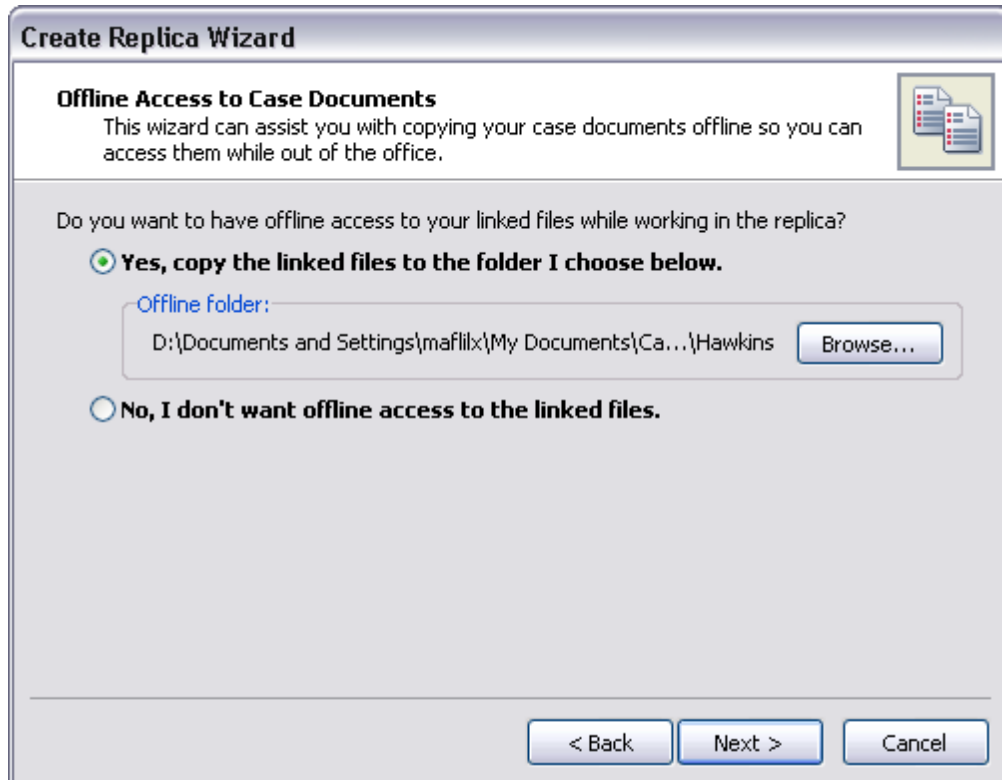 Create Replica Wizard
Offline Access to Case Documents
This wizard can assist you with copying your case documents offline so you can
access them while out of the office.
Do you want to have offline access to your linked files while working in the replica?
Yes, copy the linked files to the folder I choose below.
Offline folder:
D:\Documents and Settings\maflilx\My Documents\Ca...\Hawkins
Browse...
No, I don't want offline access to the linked files.
< Back
Next >
Cancel